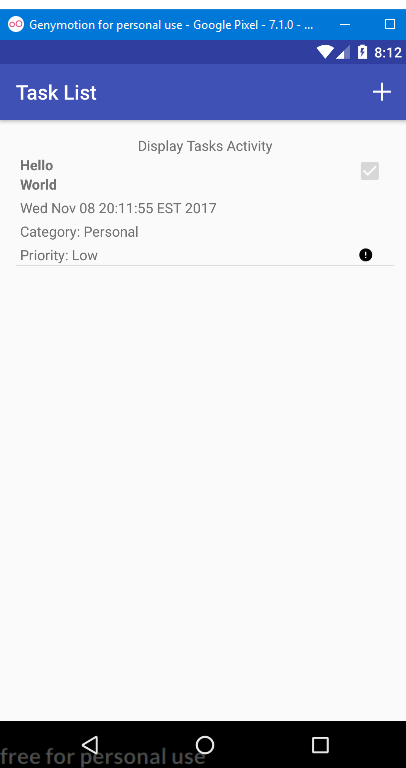 Genymotion for personal use - Google Pixel - 7.1.0 - ...
8:12
Task List
Display Tasks Activity
Hello
World
Wed Nov 08 20:11:55 EST 2017
Category: Personal
Priority: Low
free for personal use